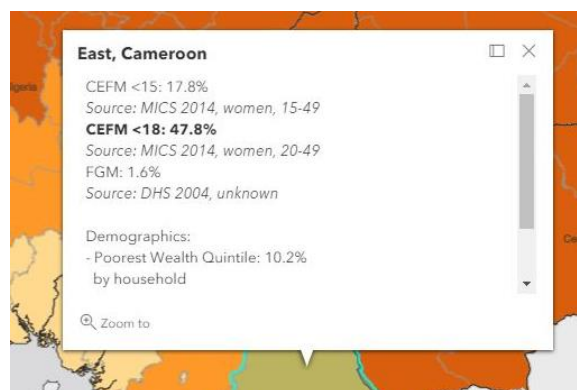 East, Cameroon
CEFM <15: 17.8%
Source: MICS 2014, women, 15-49
CEFM <18: 47.8%
Source: MICS 2014, women, 20-49
FGM: 1.6%
Source: DHS 2004, unknown
Demographics:
- Poorest Wealth Quintile: 10.2%
by household
Zoom to